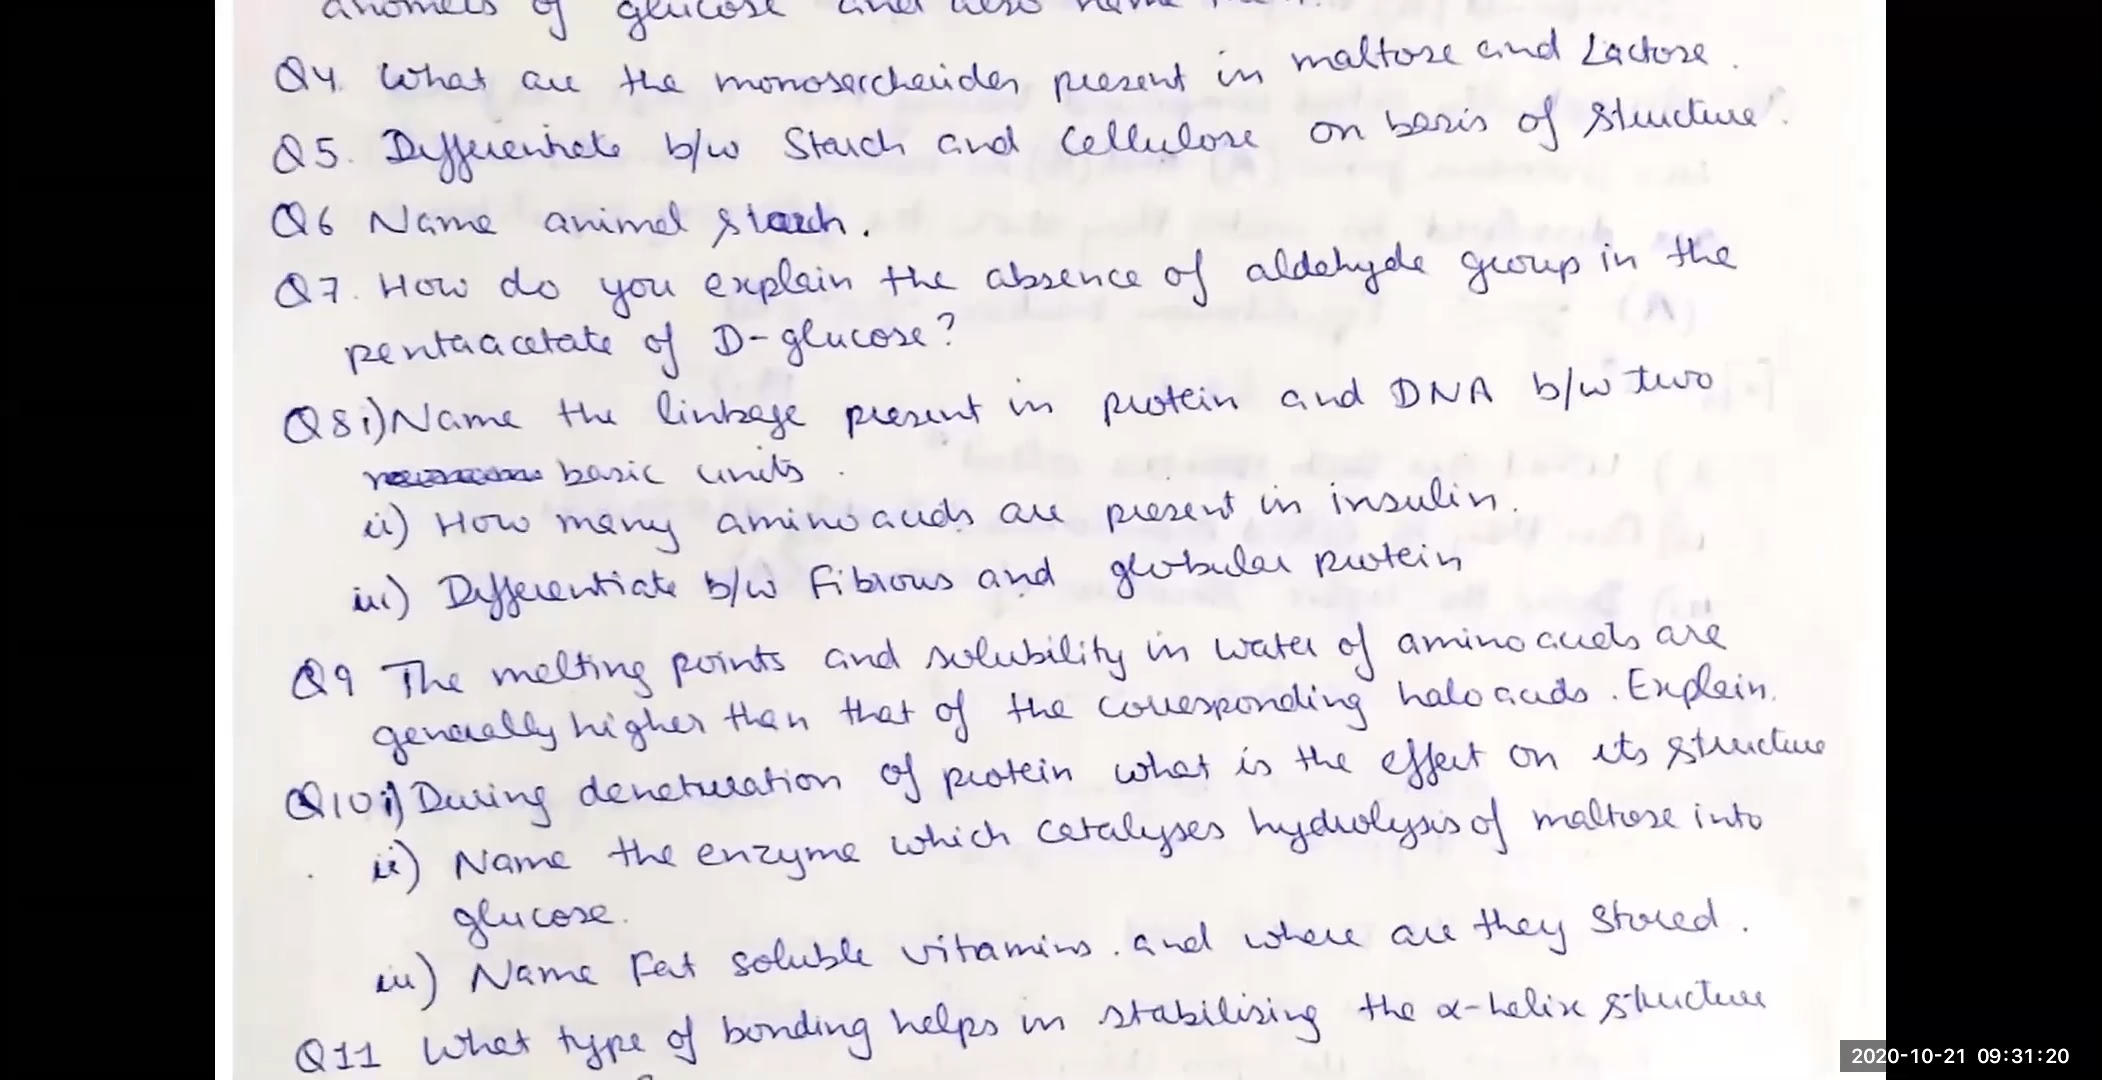 anomers of glucose and also name
Q4. What are the monosaccharides present in maltose and Lactose.
Q5. Differentiate b/w Starch and Cellulose on basis of structure.
Q6 Name animal starch.
Q7. How do you explain the absence of aldehyde group in the
pentaacetate of D-glucose?
Q8 i) Name the linkage present in protein and DNA b/w two
basic units.
ii) How many amino acids are present in insulin.
iii) Differentiate b/w Fibrous and globular protein
Q9 The melting points and solubility in water of amino acids are
generally higher than that of the corresponding halo acids. Explain.
Q10 i) During denaturation of protein what is the effect on its structure
ii) Name the enzyme which catalyses hydrolysis of maltose into
glucose.
iii) Name Fat soluble vitamins. and where are they stored.
Q11 What type of bonding helps in stabilising the α-helix structure
2020-10-21 09:31:20